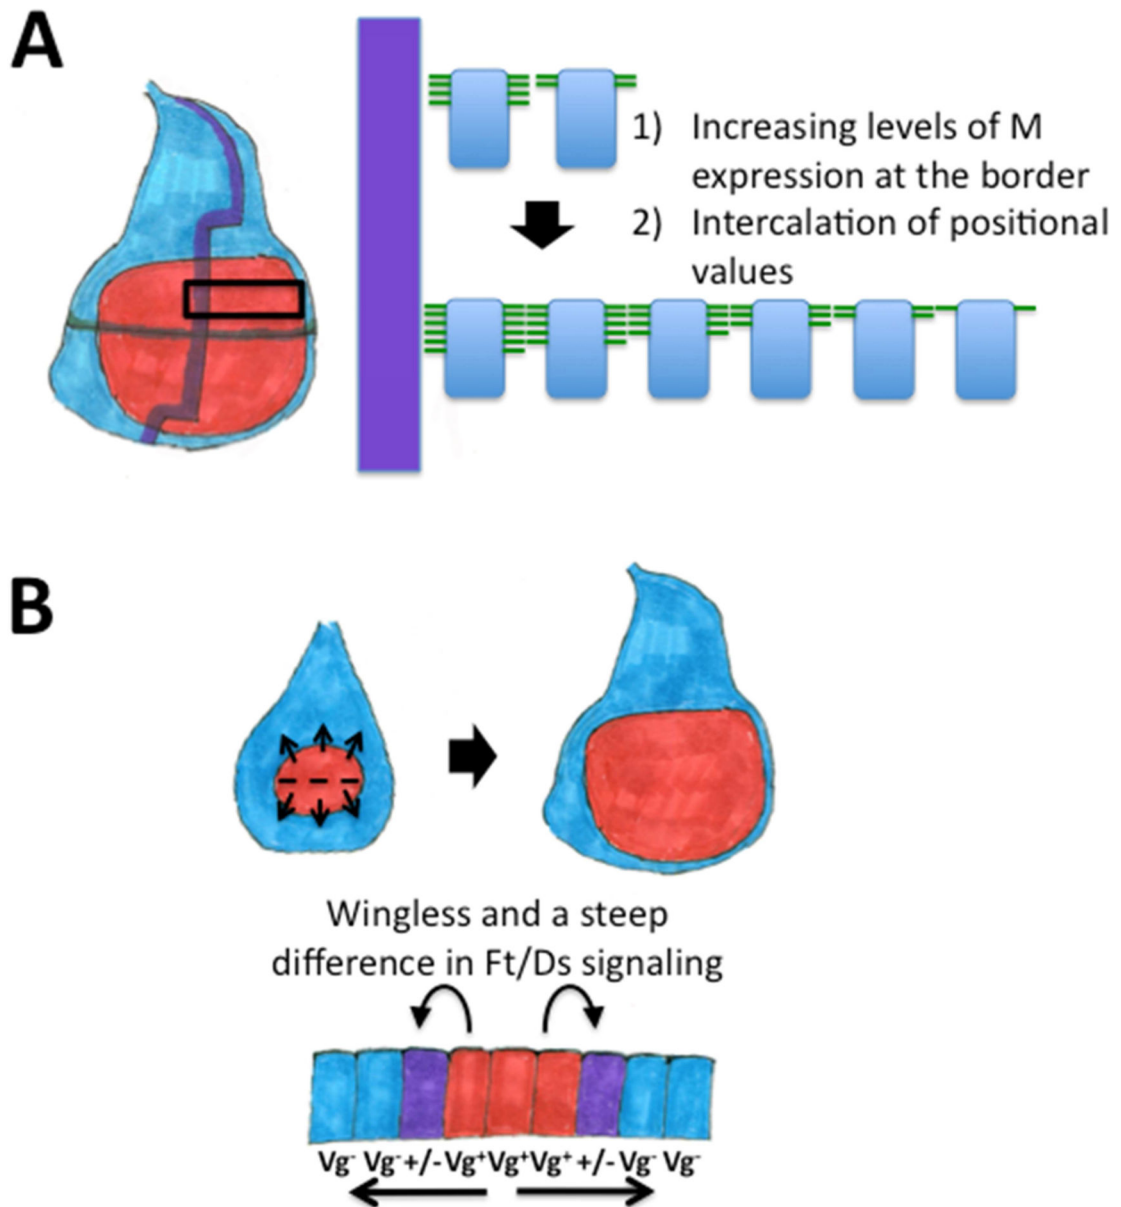 A
1) Increasing levels of M
expression at the border
2) Intercalation of positional
values
B
Wingless and a steep
difference in Ft/Ds signaling
Vg- Vg- +/- Vg+ Vg+ Vg+ +/- Vg- Vg-